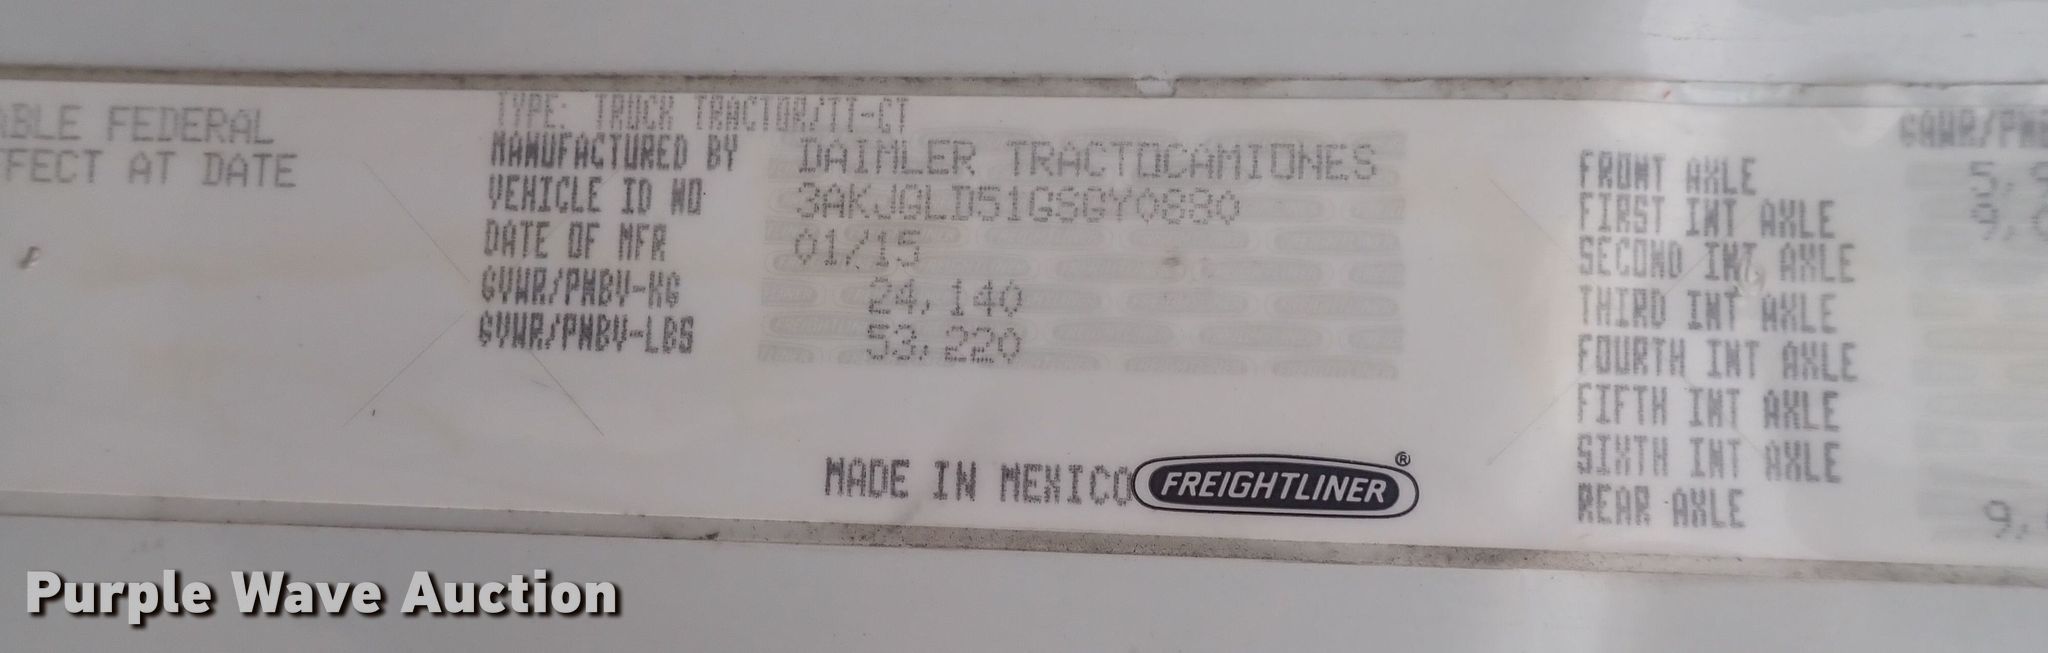 ABLE FEDERAL
FFECT AT DATE
TYPE: TRUCK TRACTOR/TT-CT
MANUFACTURED BY DAIMLER TRACTOCAMIONES
VEHICLE ID NO 3AKJGLD51GSGY0880
DATE OF MFR 01/15
GVWR/PNBV-KG 24,140
GVWR/PNBV-LBS 53,220
MADE IN MEXICO FREIGHTLINER®
FRONT AXLE
FIRST INT AXLE
SECOND INT AXLE
THIRD INT AXLE
FOURTH INT AXLE
FIFTH INT AXLE
SIXTH INT AXLE
REAR AXLE
Purple Wave Auction